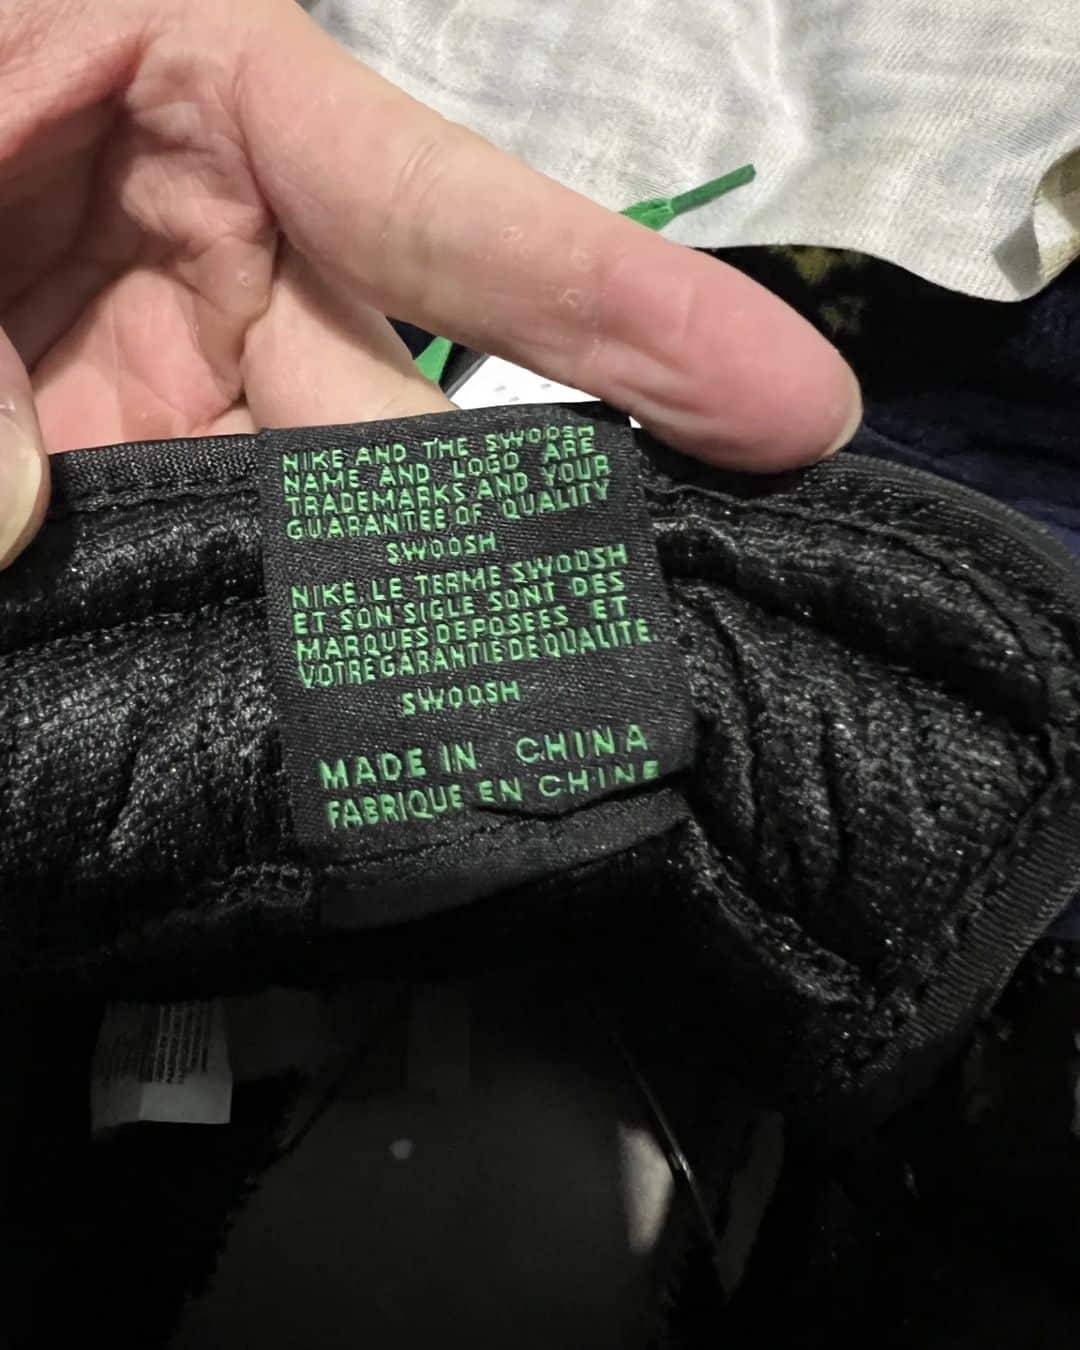 NIKE AND THE SWOOSH
NAME AND LOGO ARE
TRADEMARKS AND YOUR
GUARANTEE OF QUALITY
SWOOSH
NIKE, LE TERME SWOOSH
ET SON SIGLE SONT DES
MARQUES DEPOSEES ET
VOTRE GARANTIE DE QUALITE
SWOOSH
MADE IN CHINA
FABRIQUE EN CHINE